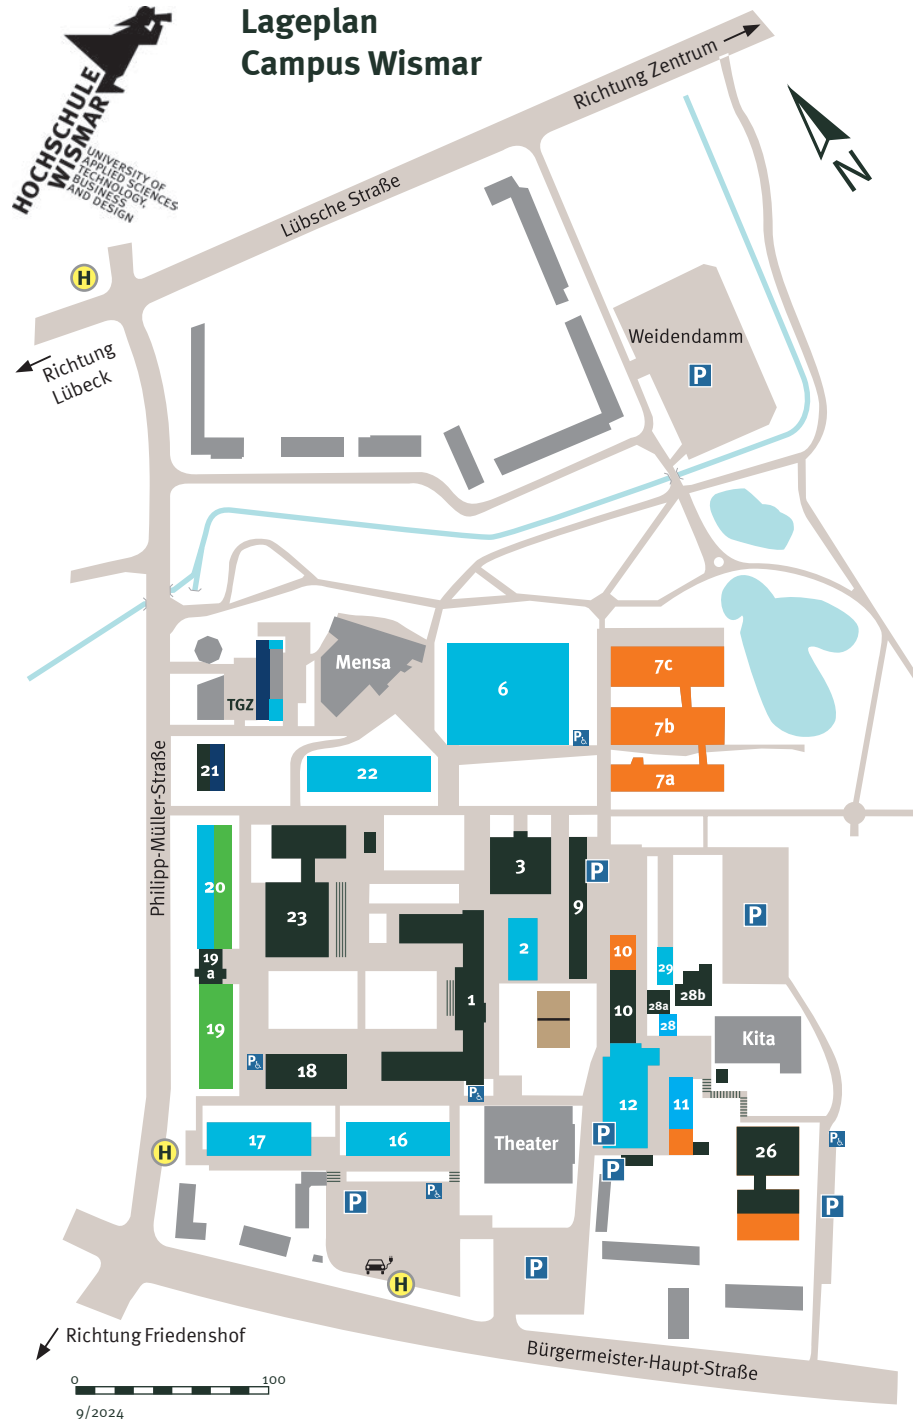 Lageplan
Campus Wismar
HOCHSCHULE
WISMAR
UNIVERSITY OF
APPLIED SCIENCES
TECHNOLOGY,
BUSINESS
AND DESIGN
Richtung Zentrum
N
Lübsche Straße
H
Richtung
Lübeck
Weidendamm
P
Mensa
TGZ
6
7c
7b
7a
P
21
22
Philipp-Müller-Straße
20
19
a
19
23
3
9
P
P
2
10
10
29
28a
28b
28
1
Kita
P
18
P
12
11
17
16
Theater
P
26
P
H
P
P
P
P
H
P
Richtung Friedenshof
Bürgermeister-Haupt-Straße
0
100
9/2024